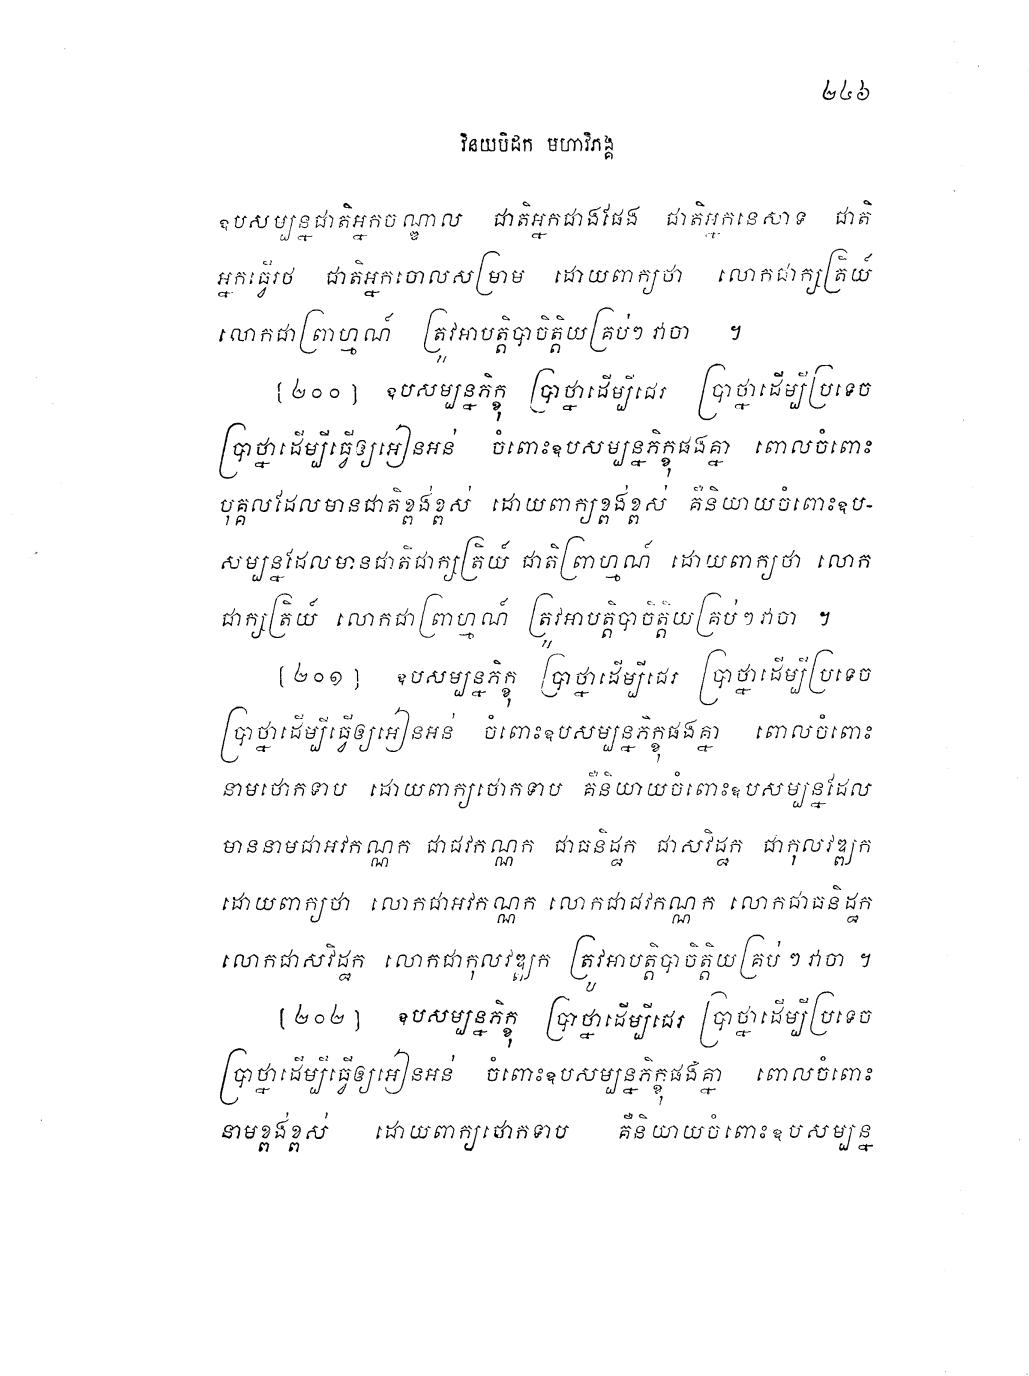 ២៤៦
វិនយបិដក មហាវិភង្គ
ឧបសម្បន្នជាតិអ្នកចណ្ឌាល ជាតិអ្នកជាងផែង ជាតិអ្នកនេសាទ ជាតិ
អ្នកធ្វើរថ ជាតិអ្នកចោលសម្រាម ដោយពាក្យថា លោកជាក្សត្រិយ៍
លោកជាព្រាហ្មណ៍ ត្រូវអាបត្តិបាចិត្តិយគ្រប់ៗ វាចា ។
[២០០] ឧបសម្បន្នភិក្ខុ ប្រាថ្នាដើម្បីជេរ ប្រាថ្នាដើម្បីប្រទេច
ប្រាថ្នាដើម្បីធ្វើឲ្យអៀនអន់ ចំពោះឧបសម្បន្នភិក្ខុផងគ្នា ពោលចំពោះ
បុគ្គលដែលមានជាតិខ្ពង់ខ្ពស់ ដោយពាក្យខ្ពង់ខ្ពស់ គឺនិយាយចំពោះឧប-
សម្បន្នដែលមានជាតិជាក្សត្រិយ៍ ជាតិព្រាហ្មណ៍ ដោយពាក្យថា លោក
ជាក្សត្រិយ៍ លោកជាព្រាហ្មណ៍ ត្រូវអាបត្តិបាចិត្តិយគ្រប់ៗ វាចា ។
[២០១] ឧបសម្បន្នភិក្ខុ ប្រាថ្នាដើម្បីជេរ ប្រាថ្នាដើម្បីប្រទេច
ប្រាថ្នាដើម្បីធ្វើឲ្យអៀនអន់ ចំពោះឧបសម្បន្នភិក្ខុផងគ្នា ពោលចំពោះ
នាមថោកទាប ដោយពាក្យថោកទាប គឺនិយាយចំពោះឧបសម្បន្នដែល
មាននាមជាអវកណ្ណក ជាជវកណ្ណក ជាធនិដ្ឋក ជាសវិដ្ឋក ជាកុលវឌ្ឍក
ដោយពាក្យថា លោកជាអវកណ្ណក លោកជាជវកណ្ណក លោកជាធនិដ្ឋក
លោកជាសវិដ្ឋក លោកជាកុលវឌ្ឍក ត្រូវអាបត្តិបាចិត្តិយគ្រប់ៗ វាចា ។
[២០២] ឧបសម្បន្នភិក្ខុ ប្រាថ្នាដើម្បីជេរ ប្រាថ្នាដើម្បីប្រទេច
ប្រាថ្នាដើម្បីធ្វើឲ្យអៀនអន់ ចំពោះឧបសម្បន្នភិក្ខុផងគ្នា ពោលចំពោះ
នាមខ្ពង់ខ្ពស់ ដោយពាក្យថោកទាប គឺនិយាយចំពោះឧបសម្បន្ន